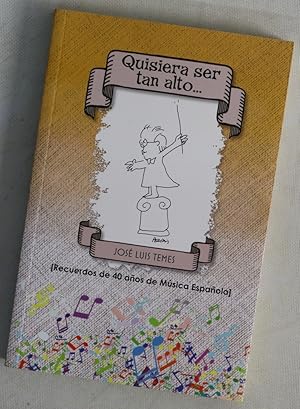 Quisiera ser
tan alto...
JOSÉ LUIS TEMES
(Recuerdos de 40 años de Música Española)